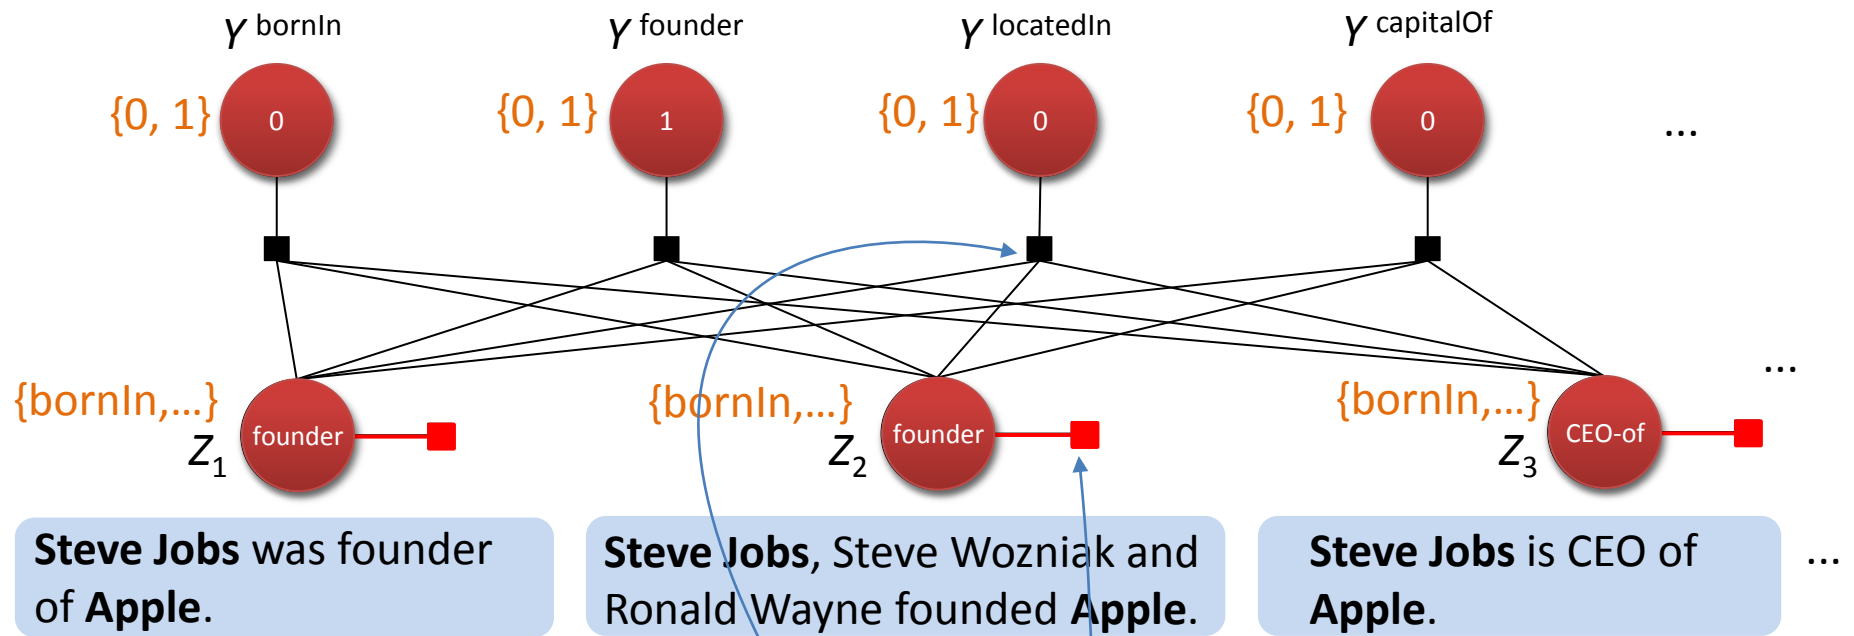 Y bornIn Y founder Y locatedIn Y capitalOf
{0, 1} 0 {0, 1} 1 {0, 1} 0 {0, 1} 0 ...
{bornIn,...} {bornIn,...} {bornIn,...} ...
founder founder CEO-of
Z1 Z2 Z3
Steve Jobs was founder
of Apple.
Steve Jobs, Steve Wozniak and
Ronald Wayne founded Apple.
Steve Jobs is CEO of
Apple.
...